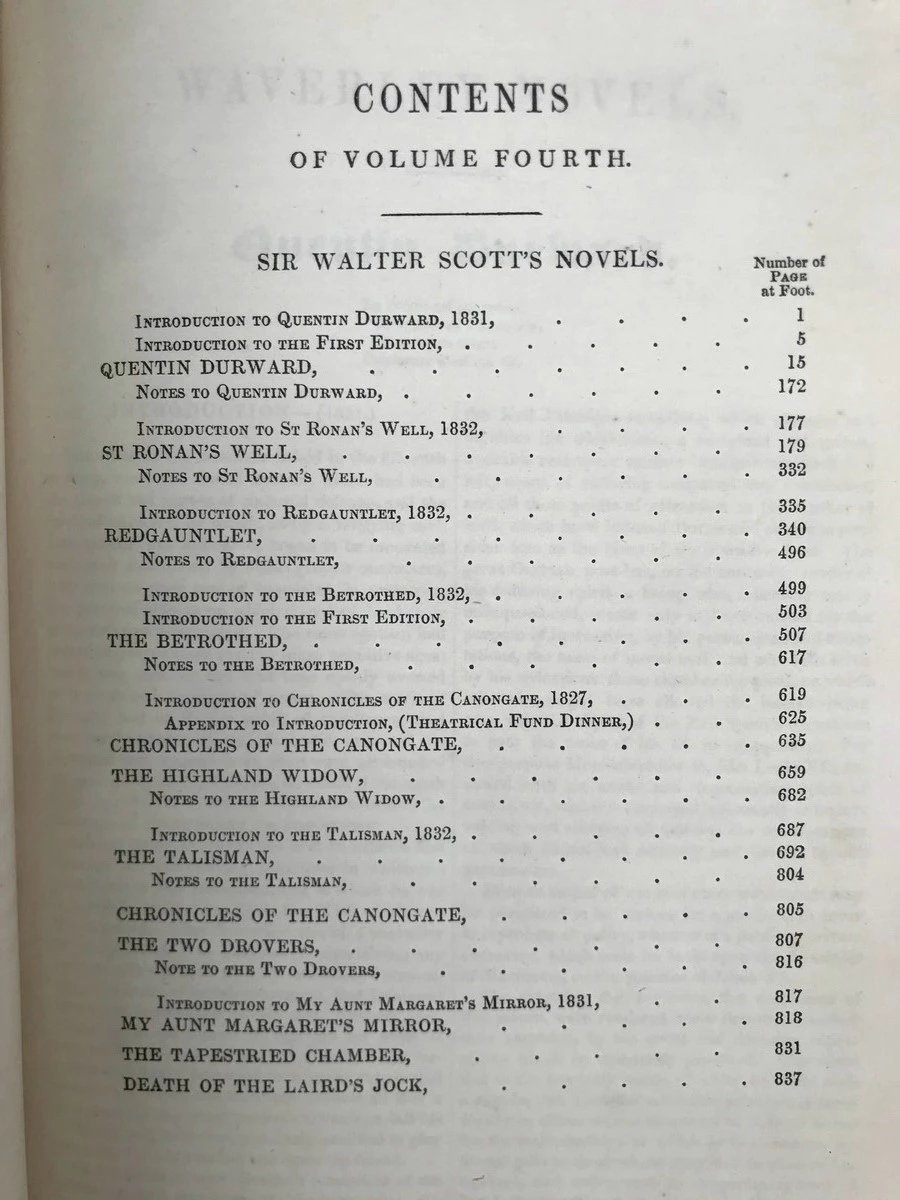 CONTENTS
OF VOLUME FOURTH.
SIR WALTER SCOTT'S NOVELS.
Number of
PAGE
at Foot.
INTRODUCTION TO QUENTIN DURWARD, 1831, . . . . 1
INTRODUCTION TO THE FIRST EDITION, . . . . . 5
QUENTIN DURWARD, . . . . . . . 15
NOTES TO QUENTIN DURWARD, . . . . . . 172
INTRODUCTION TO ST RONAN'S WELL, 1832, . . . . 177
ST RONAN'S WELL, . . . . . . . 179
NOTES TO ST RONAN'S WELL, . . . . . . 332
INTRODUCTION TO REDGAUNTLET, 1832, . . . . . 335
REDGAUNTLET, . . . . . . . . 340
NOTES TO REDGAUNTLET, . . . . . . 496
INTRODUCTION TO THE BETROTHED, 1832, . . . . . 499
INTRODUCTION TO THE FIRST EDITION, . . . . . 503
THE BETROTHED, . . . . . . . . 507
NOTES TO THE BETROTHED, . . . . . . 617
INTRODUCTION TO CHRONICLES OF THE CANONGATE, 1827, . . . 619
APPENDIX TO INTRODUCTION, (THEATRICAL FUND DINNER,) . . 625
CHRONICLES OF THE CANONGATE, . . . . . 635
THE HIGHLAND WIDOW, . . . . . . 659
NOTES TO THE HIGHLAND WIDOW, . . . . . . 682
INTRODUCTION TO THE TALISMAN, 1832, . . . . . 687
THE TALISMAN, . . . . . . . . 692
NOTES TO THE TALISMAN, . . . . . . 804
CHRONICLES OF THE CANONGATE, . . . . . 805
THE TWO DROVERS, . . . . . . . 807
NOTE TO THE TWO DROVERS, . . . . . 816
INTRODUCTION TO MY AUNT MARGARET'S MIRROR, 1831, . . 817
MY AUNT MARGARET'S MIRROR, . . . . . 818
THE TAPESTRIED CHAMBER, . . . . . 831
DEATH OF THE LAIRD'S JOCK, . . . . . 837